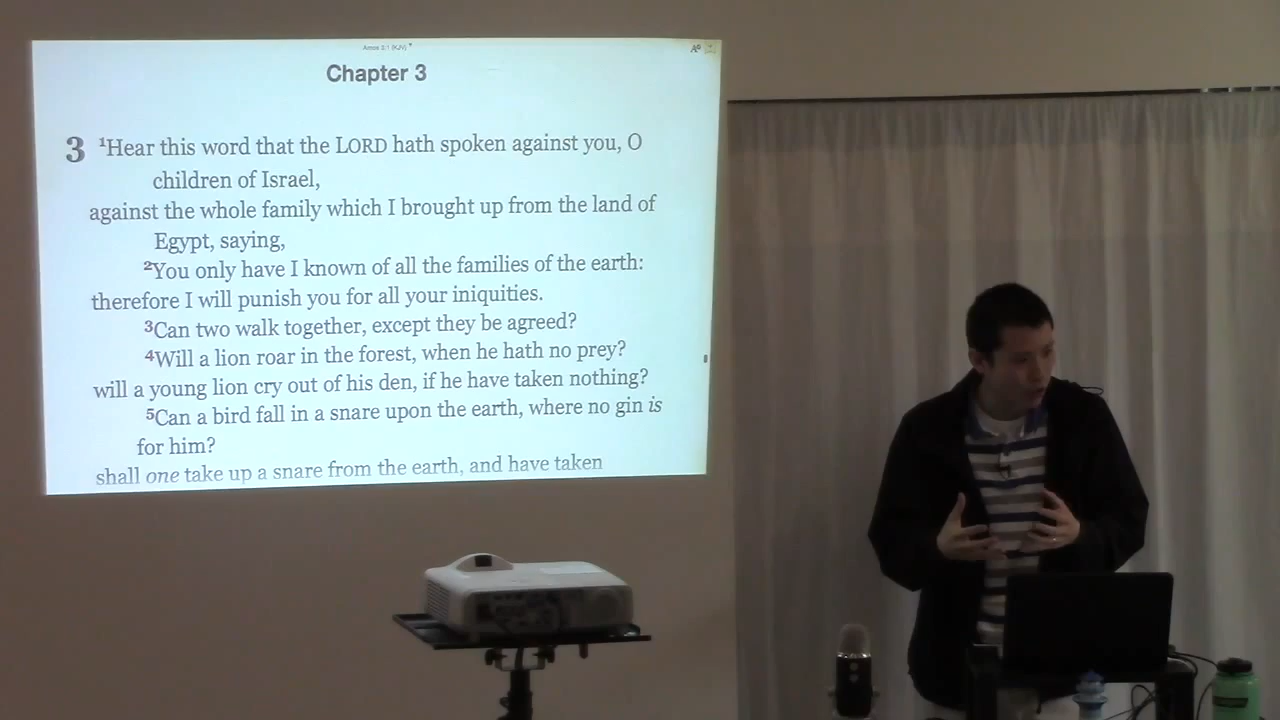 Amos 3:1 (KJV)
Chapter 3
3 ¹Hear this word that the LORD hath spoken against you, O
children of Israel,
against the whole family which I brought up from the land of
Egypt, saying,
²You only have I known of all the families of the earth:
therefore I will punish you for all your iniquities.
³Can two walk together, except they be agreed?
⁴Will a lion roar in the forest, when he hath no prey?
will a young lion cry out of his den, if he have taken nothing?
⁵Can a bird fall in a snare upon the earth, where no gin is
for him?
shall one take up a snare from the earth, and have taken